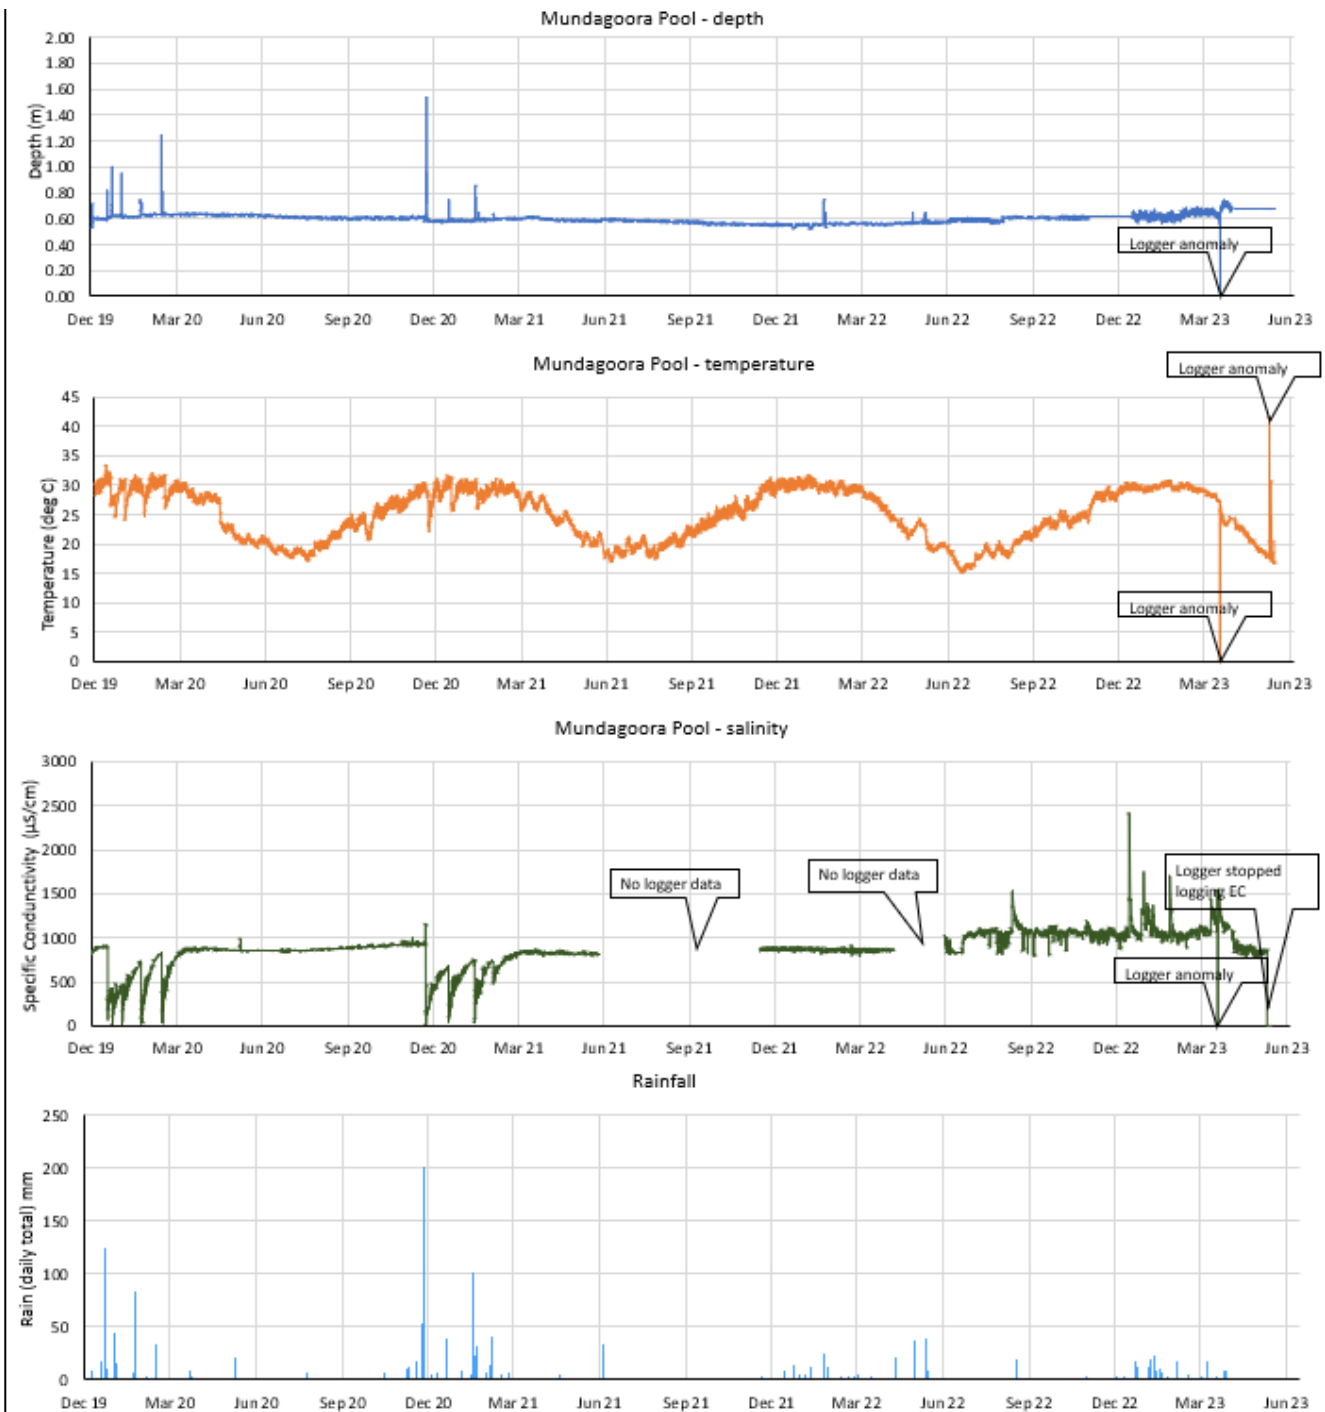 Mundagoora Pool - depth
Depth (m)
2.00
1.80
1.60
1.40
1.20
1.00
0.80
0.60
0.40
0.20
0.00
Logger anomaly
Dec 19 Mar 20 Jun 20 Sep 20 Dec 20 Mar 21 Jun 21 Sep 21 Dec 21 Mar 22 Jun 22 Sep 22 Dec 22 Mar 23 Jun 23
Mundagoora Pool - temperature
Logger anomaly
Temperature (deg C)
45
40
35
30
25
20
15
10
5
0
Logger anomaly
Dec 19 Mar 20 Jun 20 Sep 20 Dec 20 Mar 21 Jun 21 Sep 21 Dec 21 Mar 22 Jun 22 Sep 22 Dec 22 Mar 23 Jun 23
Mundagoora Pool - salinity
Specific Condunctivity (µS/cm)
3000
2500
2000
1500
1000
500
0
No logger data
No logger data
Logger stopped
logging EC
Logger anomaly
Dec 19 Mar 20 Jun 20 Sep 20 Dec 20 Mar 21 Jun 21 Sep 21 Dec 21 Mar 22 Jun 22 Sep 22 Dec 22 Mar 23 Jun 23
Rainfall
Rain (daily total) mm
250
200
150
100
50
0
Dec 19 Mar 20 Jun 20 Sep 20 Dec 20 Mar 21 Jun 21 Sep 21 Dec 21 Mar 22 Jun 22 Sep 22 Dec 22 Mar 23 Jun 23